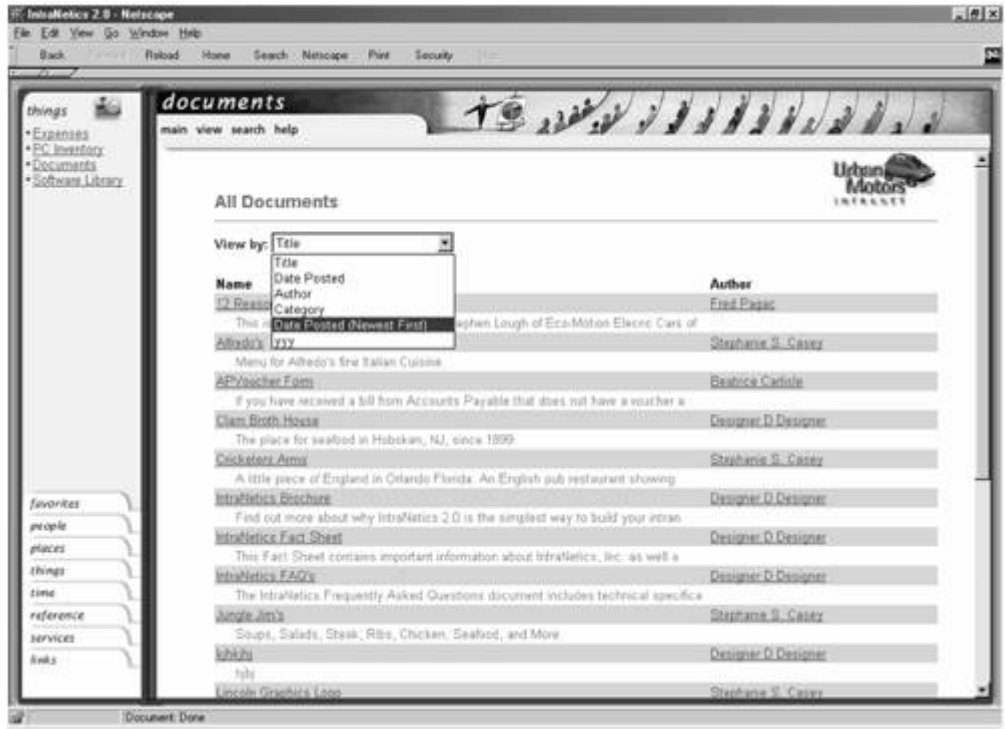 IntraNetics 2.0 - Netscape
File Edit View Go Window Help
Back Reload Home Search Netscape Print Security
things
Expenses
PC Inventory
Documents
Software Library
documents
main view search help
Urban Motors
INTRANET
All Documents
View by: Title
Title
Date Posted
Author
Category
Date Posted (Newest First)
yyy
Name Author
12 Fred Pagac
This is Stephen Lough of Eco-Motion Elecric Cars of
Alfredo's Stephanie S. Casey
Menu for Alfredo's fine Italian Cuisine
AP/Voucher Form Beatrice Carlisle
If you have received a bill from Accounts Payable that does not have a voucher a
Clam Broth House Designer D Designer
The place for seafood in Hoboken, NJ, since 1899
Cricketers Arms Stephanie S. Casey
A little piece of England in Orlando Florida. An English pub restaurant showing
IntraNetics Brochure Designer D Designer
Find out more about why IntraNetics 2.0 is the simplest way to build your intran
IntraNetics Fact Sheet Designer D Designer
This Fact Sheet contains important information about IntraNetics, Inc. as well a
IntraNetics FAQ's Designer D Designer
The IntraNetics Frequently Asked Questions document includes technical specifica
Jungle Jim's Stephanie S. Casey
Soups, Salads, Steak, Ribs, Chicken, Seafood, and More
Designer D Designer
Lincoln Graphics Logo Stephanie S. Casey
favorites
people
places
things
time
reference
services
links
Document: Done